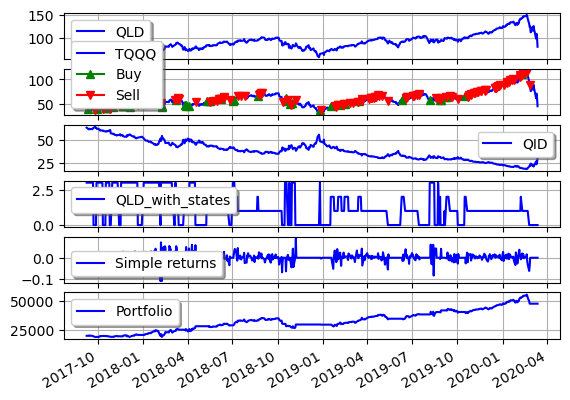 150
100
QLD
TQQQ
Buy
Sell
100
50
50
25
QID
2.5
0.0
QLD_with_states
0.0
−0.1
Simple returns
50000
25000
Portfolio
2017-10
2018-01
2018-04
2018-07
2018-10
2019-01
2019-04
2019-07
2019-10
2020-01
2020-04